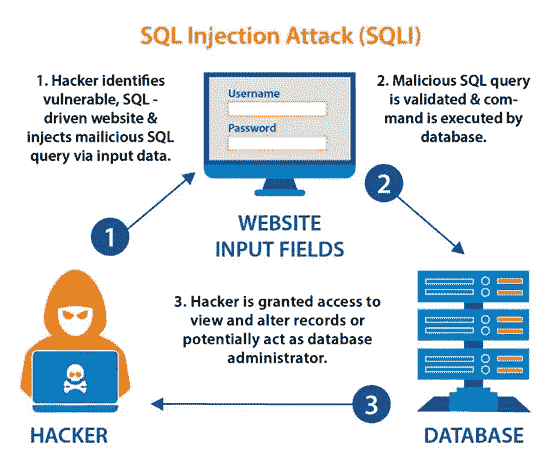 SQL Injection Attack (SQLI)
1. Hacker identifies
vulnerable, SQL -
driven website &
injects mailicious SQL
query via input data.
Username
Password
2. Malicious SQL query
is validated & com-
mand is executed by
database.
1
2
WEBSITE
INPUT FIELDS
3. Hacker is granted access to
view and alter records or
potentially act as database
administrator.
3
HACKER
DATABASE